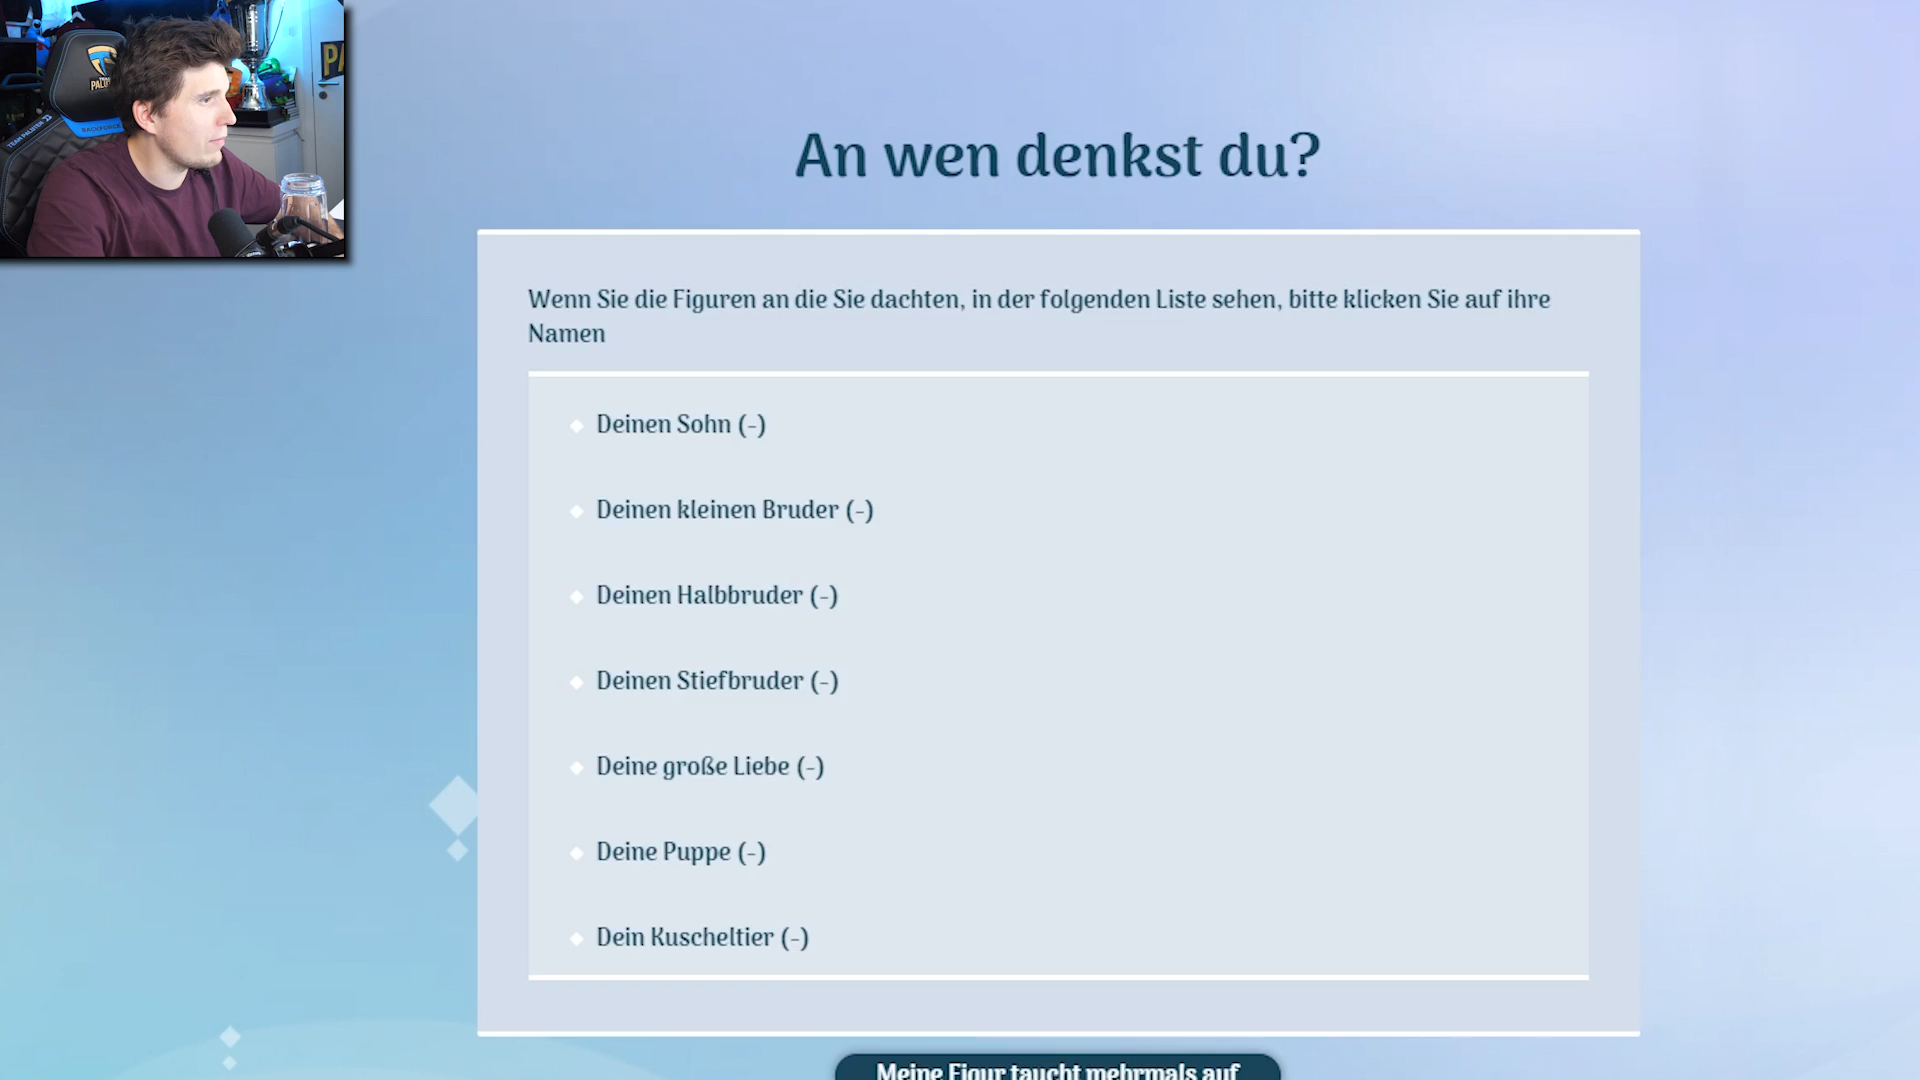 PA
An wen denkst du?
Wenn Sie die Figuren an die Sie dachten, in der folgenden Liste sehen, bitte klicken Sie auf ihre
Namen
Deinen Sohn (-)
Deinen kleinen Bruder (-)
Deinen Halbbruder (-)
Deinen Stiefbruder (-)
Deine große Liebe (-)
Deine Puppe (-)
Dein Kuscheltier (-)
Meine Figur taucht mehrmals auf